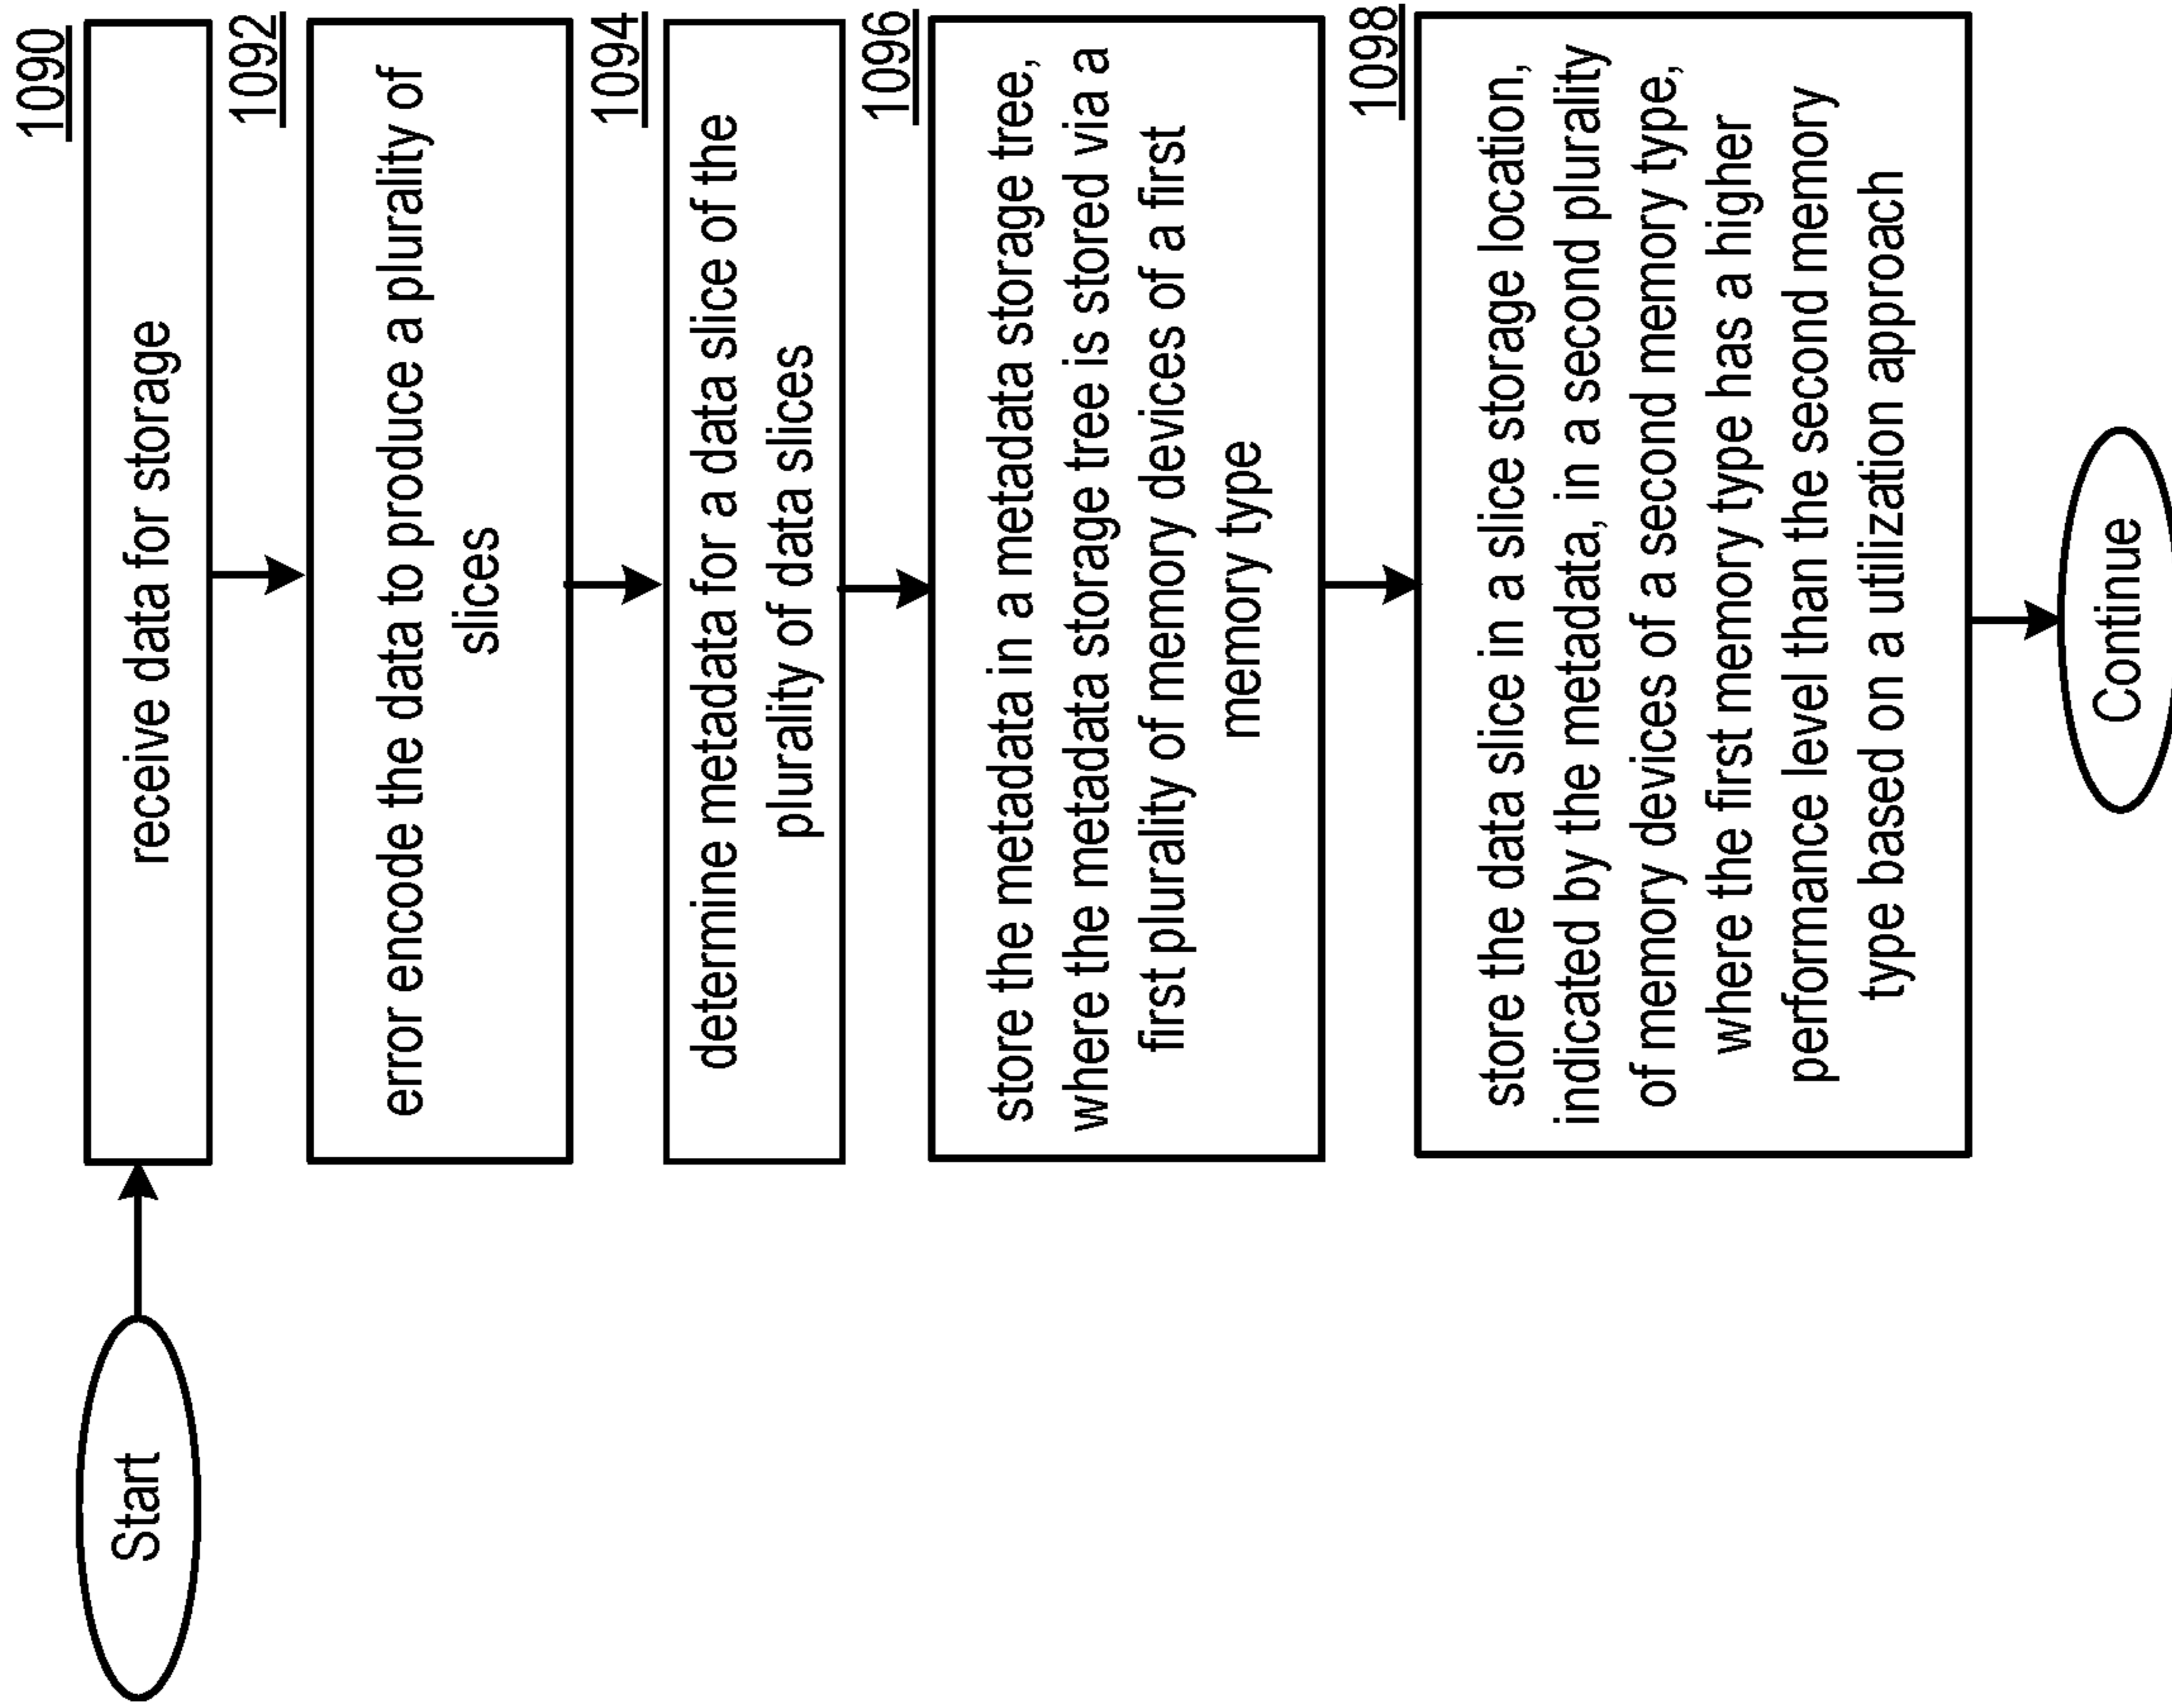 Start
1090
receive data for storage
1092
error encode the data to produce a plurality of
slices
1094
determine metadata for a data slice of the
plurality of data slices
1096
store the metadata in a metadata storage tree,
where the metadata storage tree is stored via a
first plurality of memory devices of a first
memory type
1098
store the data slice in a slice storage location,
indicated by the metadata, in a second plurality
of memory devices of a second memory type,
where the first memory type has a higher
performance level than the second memory
type based on a utilization approach
Continue